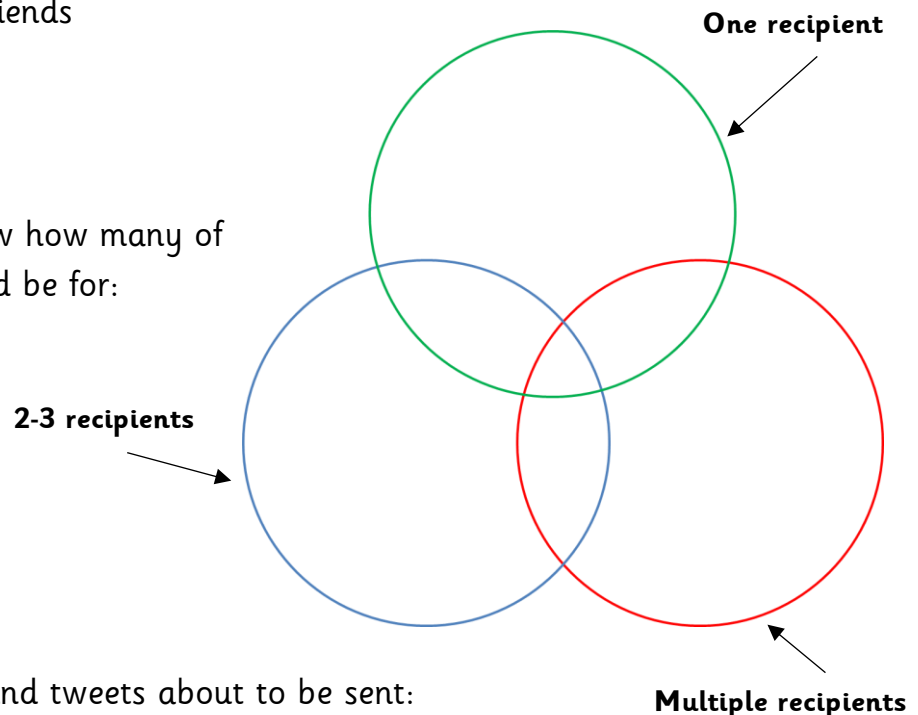 iends
One recipient
w how many of
d be for:
2-3 recipients
nd tweets about to be sent:
Multiple recipients